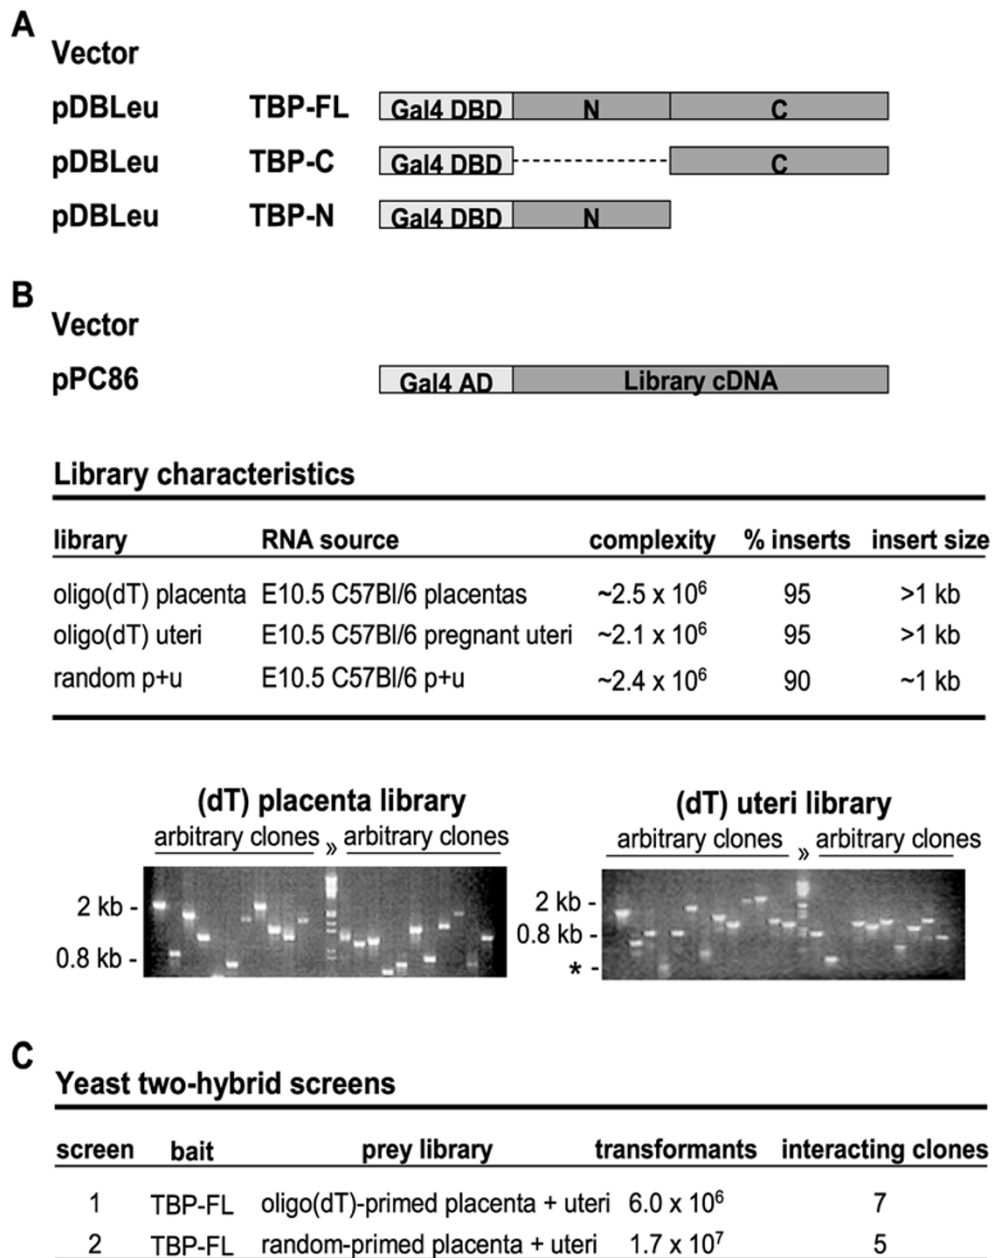 A
Vector
pDBLeu TBP-FL Gal4 DBD N C
pDBLeu TBP-C Gal4 DBD C
pDBLeu TBP-N Gal4 DBD N
B
Vector
pPC86 Gal4 AD Library cDNA
Library characteristics
library RNA source complexity % inserts insert size
oligo(dT) placenta E10.5 C57Bl/6 placentas ~2.5 x 10⁶ 95 >1 kb
oligo(dT) uteri E10.5 C57Bl/6 pregnant uteri ~2.1 x 10⁶ 95 >1 kb
random p+u E10.5 C57Bl/6 p+u ~2.4 x 10⁶ 90 ~1 kb
(dT) placenta library
arbitrary clones » arbitrary clones
2 kb -
0.8 kb -
(dT) uteri library
arbitrary clones » arbitrary clones
2 kb -
0.8 kb -
* -
C
Yeast two-hybrid screens
screen bait prey library transformants interacting clones
1 TBP-FL oligo(dT)-primed placenta + uteri 6.0 x 10⁶ 7
2 TBP-FL random-primed placenta + uteri 1.7 x 10⁷ 5